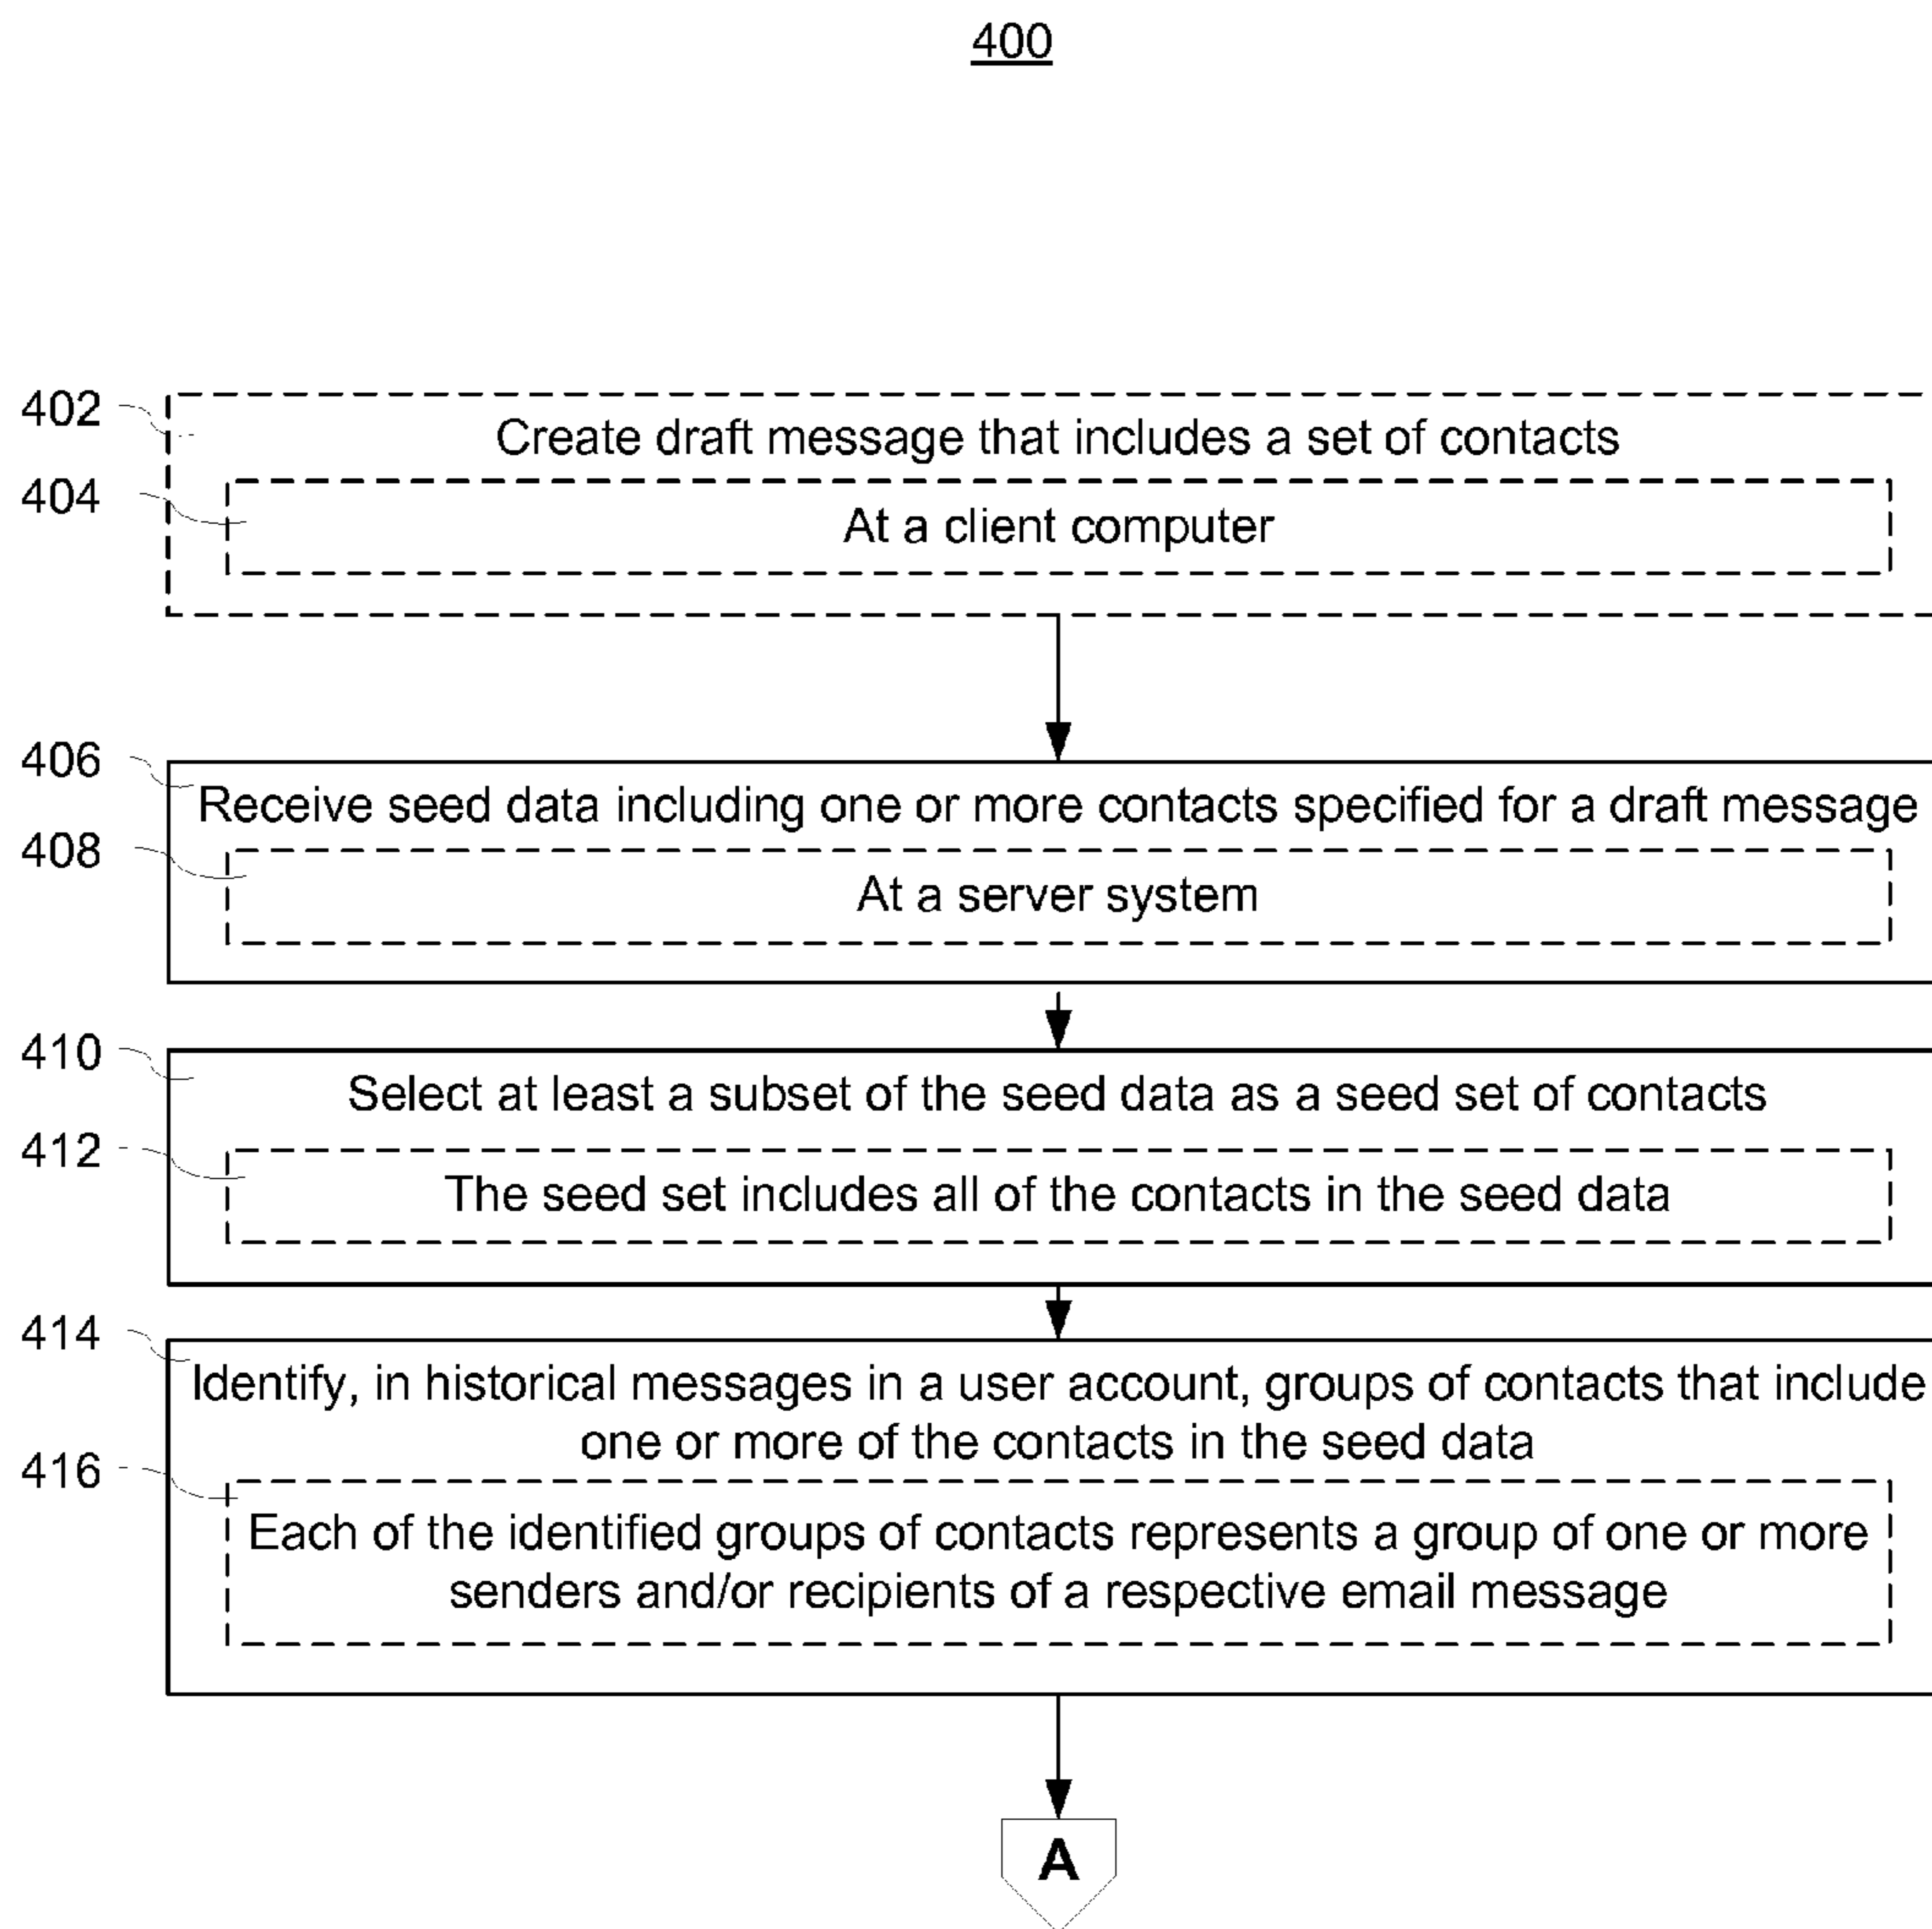 400
402
Create draft message that includes a set of contacts
404
At a client computer
406
Receive seed data including one or more contacts specified for a draft message
408
At a server system
410
Select at least a subset of the seed data as a seed set of contacts
412
The seed set includes all of the contacts in the seed data
414
Identify, in historical messages in a user account, groups of contacts that include
one or more of the contacts in the seed data
416
Each of the identified groups of contacts represents a group of one or more
senders and/or recipients of a respective email message
A